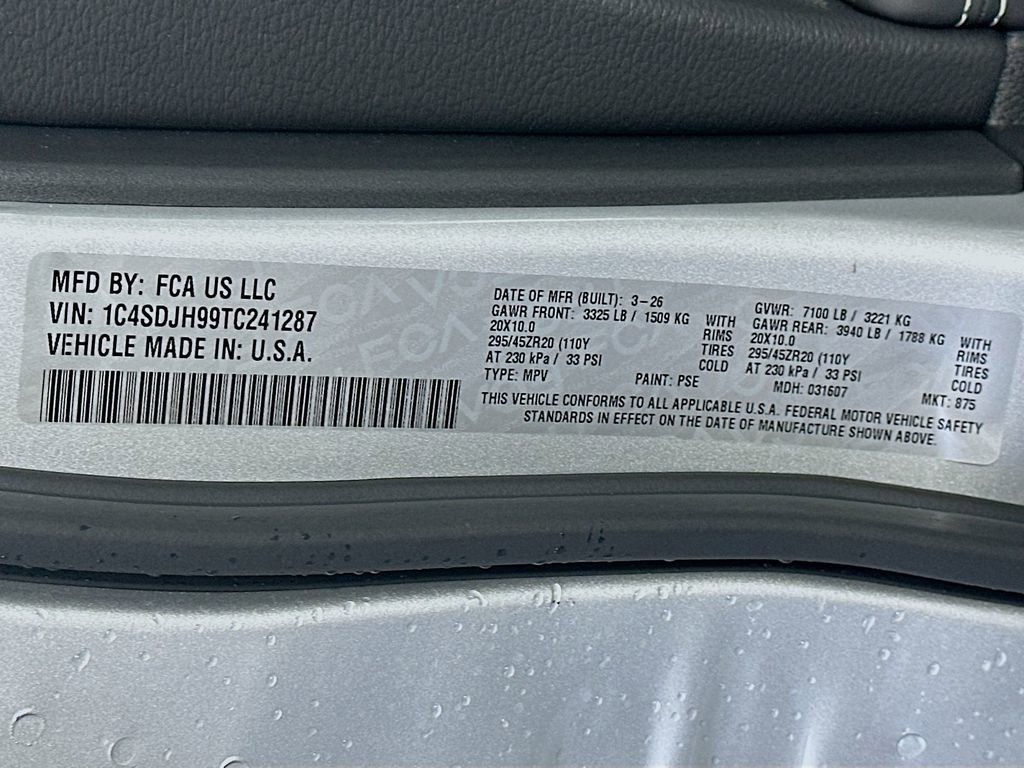 MFD BY: FCA US LLC
VIN: 1C4SDJH99TC241287
VEHICLE MADE IN: U.S.A.
DATE OF MFR (BUILT): 3-26
GAWR FRONT: 3325 LB / 1509 KG WITH
20X10.0 RIMS
295/45ZR20 (110Y TIRES
AT 230 kPa / 33 PSI COLD
TYPE: MPV PAINT: PSE
GVWR: 7100 LB / 3221 KG
GAWR REAR: 3940 LB / 1788 KG WITH
20X10.0 RIMS
295/45ZR20 (110Y TIRES
AT 230 kPa / 33 PSI COLD
MDH: 031607 MKT: 875
THIS VEHICLE CONFORMS TO ALL APPLICABLE U.S.A. FEDERAL MOTOR VEHICLE SAFETY
STANDARDS IN EFFECT ON THE DATE OF MANUFACTURE SHOWN ABOVE.